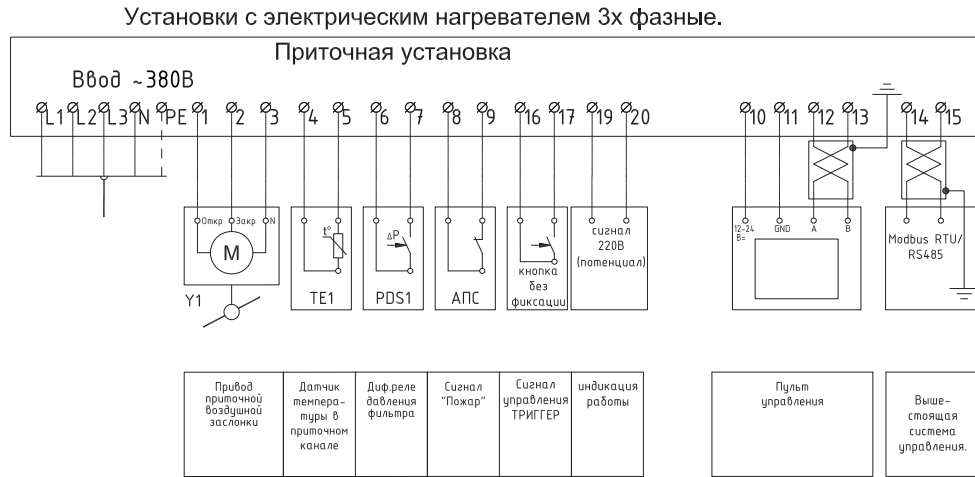 Установки с электрическим нагревателем 3х фазные.
Приточная установка
Ввод ~380В
L1 L2 L3 N PE 1 2 3 4 5 6 7 8 9 16 17 19 20 10 11 12 13 14 15
Откр Закр N
M
Y1
t°
TE1
ΔP
PDS1
АПС
кнопка
без
фиксации
сигнал
220В
(потенциал)
12-24
В=
GND
A
B
Modbus RTU/
RS485
Привод
приточной
воздушной
заслонки
Датчик
темпера-
туры в
приточном
канале
Диф.реле
давления
фильтра
Сигнал
"Пожар"
Сигнал
управления
ТРИГГЕР
индикация
работы
Пульт
управления
Выше-
стоящая
система
управления.